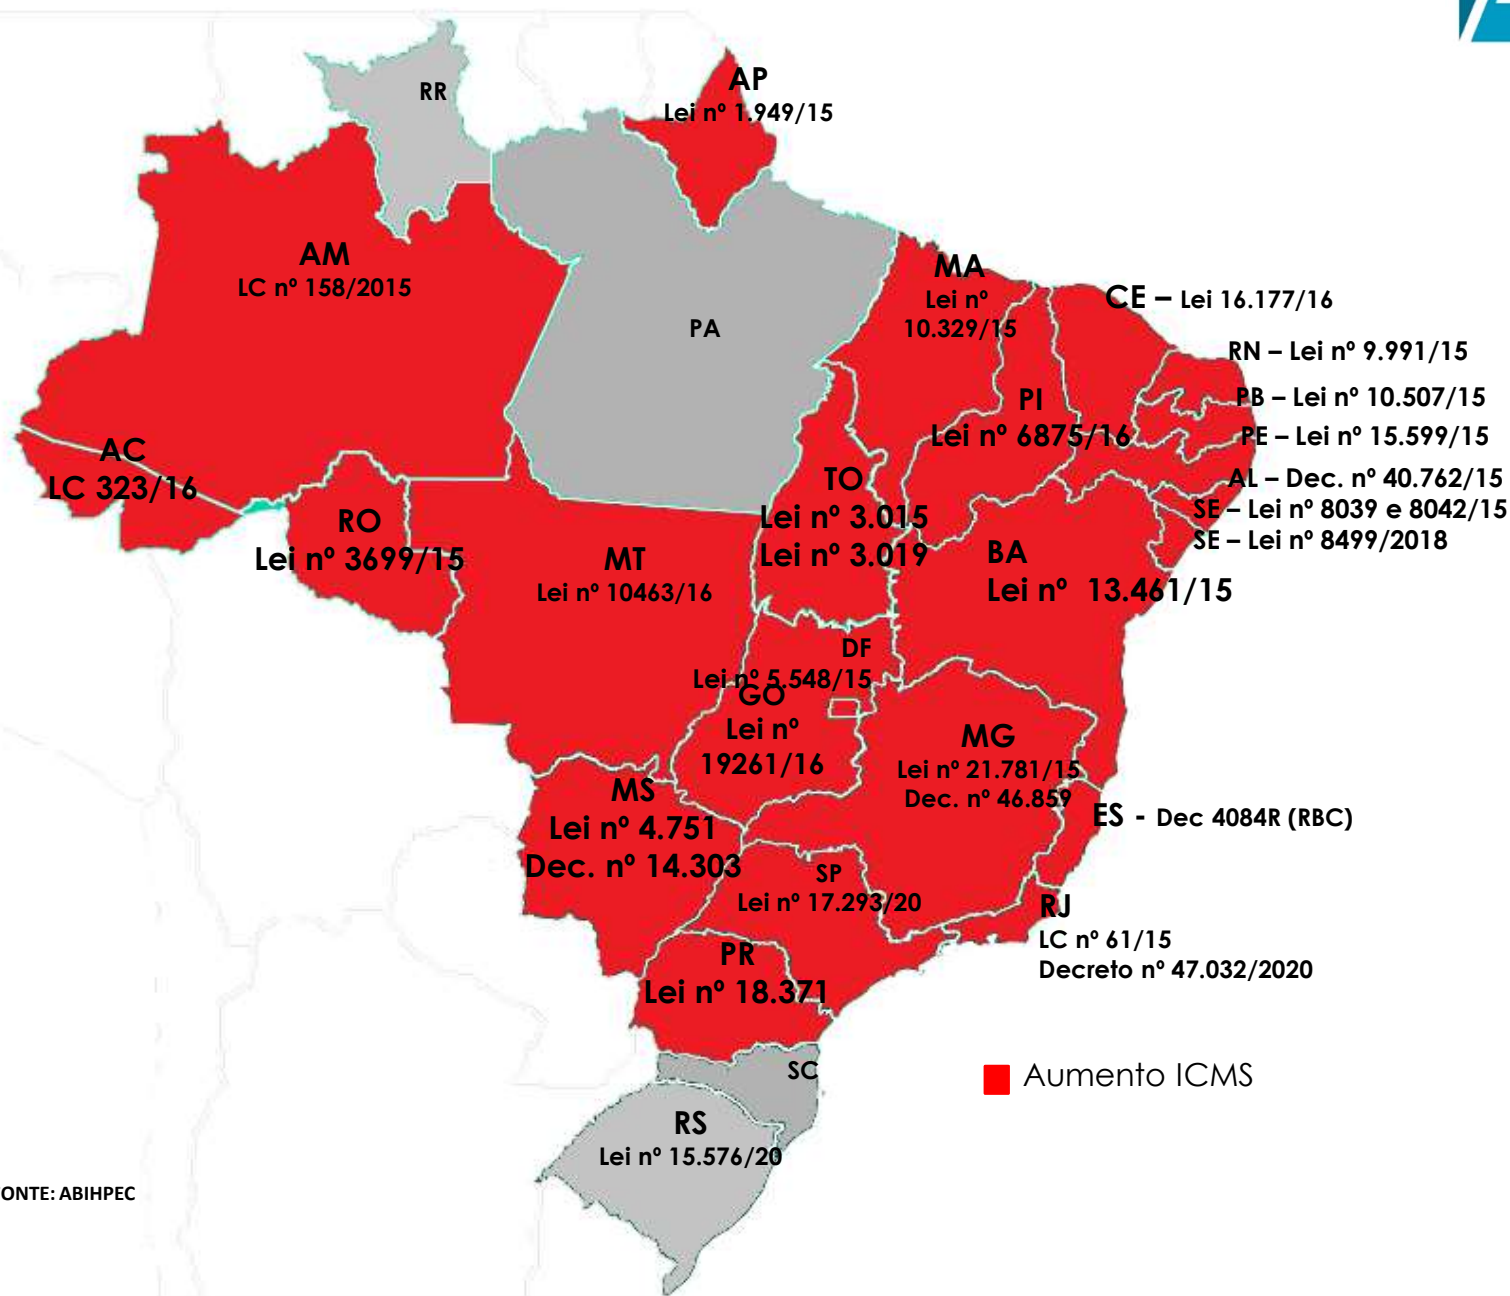 RR
AP
Lei nº 1.949/15
AM
LC nº 158/2015
MA
Lei nº
10.329/15
CE – Lei 16.177/16
PA
RN – Lei nº 9.991/15
PB – Lei nº 10.507/15
PI
Lei nº 6875/16
PE – Lei nº 15.599/15
AC
LC 323/16
TO
Lei nº 3.015
Lei nº 3.019
AL – Dec. nº 40.762/15
SE – Lei nº 8039 e 8042/15
SE – Lei nº 8499/2018
RO
Lei nº 3699/15
MT
Lei nº 10463/16
BA
Lei nº 13.461/15
DF
Lei nº 5.548/15
GO
Lei nº
19261/16
MG
Lei nº 21.781/15
Dec. nº 46.859
MS
Lei nº 4.751
Dec. nº 14.303
ES - Dec 4084R (RBC)
SP
Lei nº 17.293/20
RJ
LC nº 61/15
Decreto nº 47.032/2020
PR
Lei nº 18.371
SC
Aumento ICMS
RS
Lei nº 15.576/20
ONTE: ABIHPEC